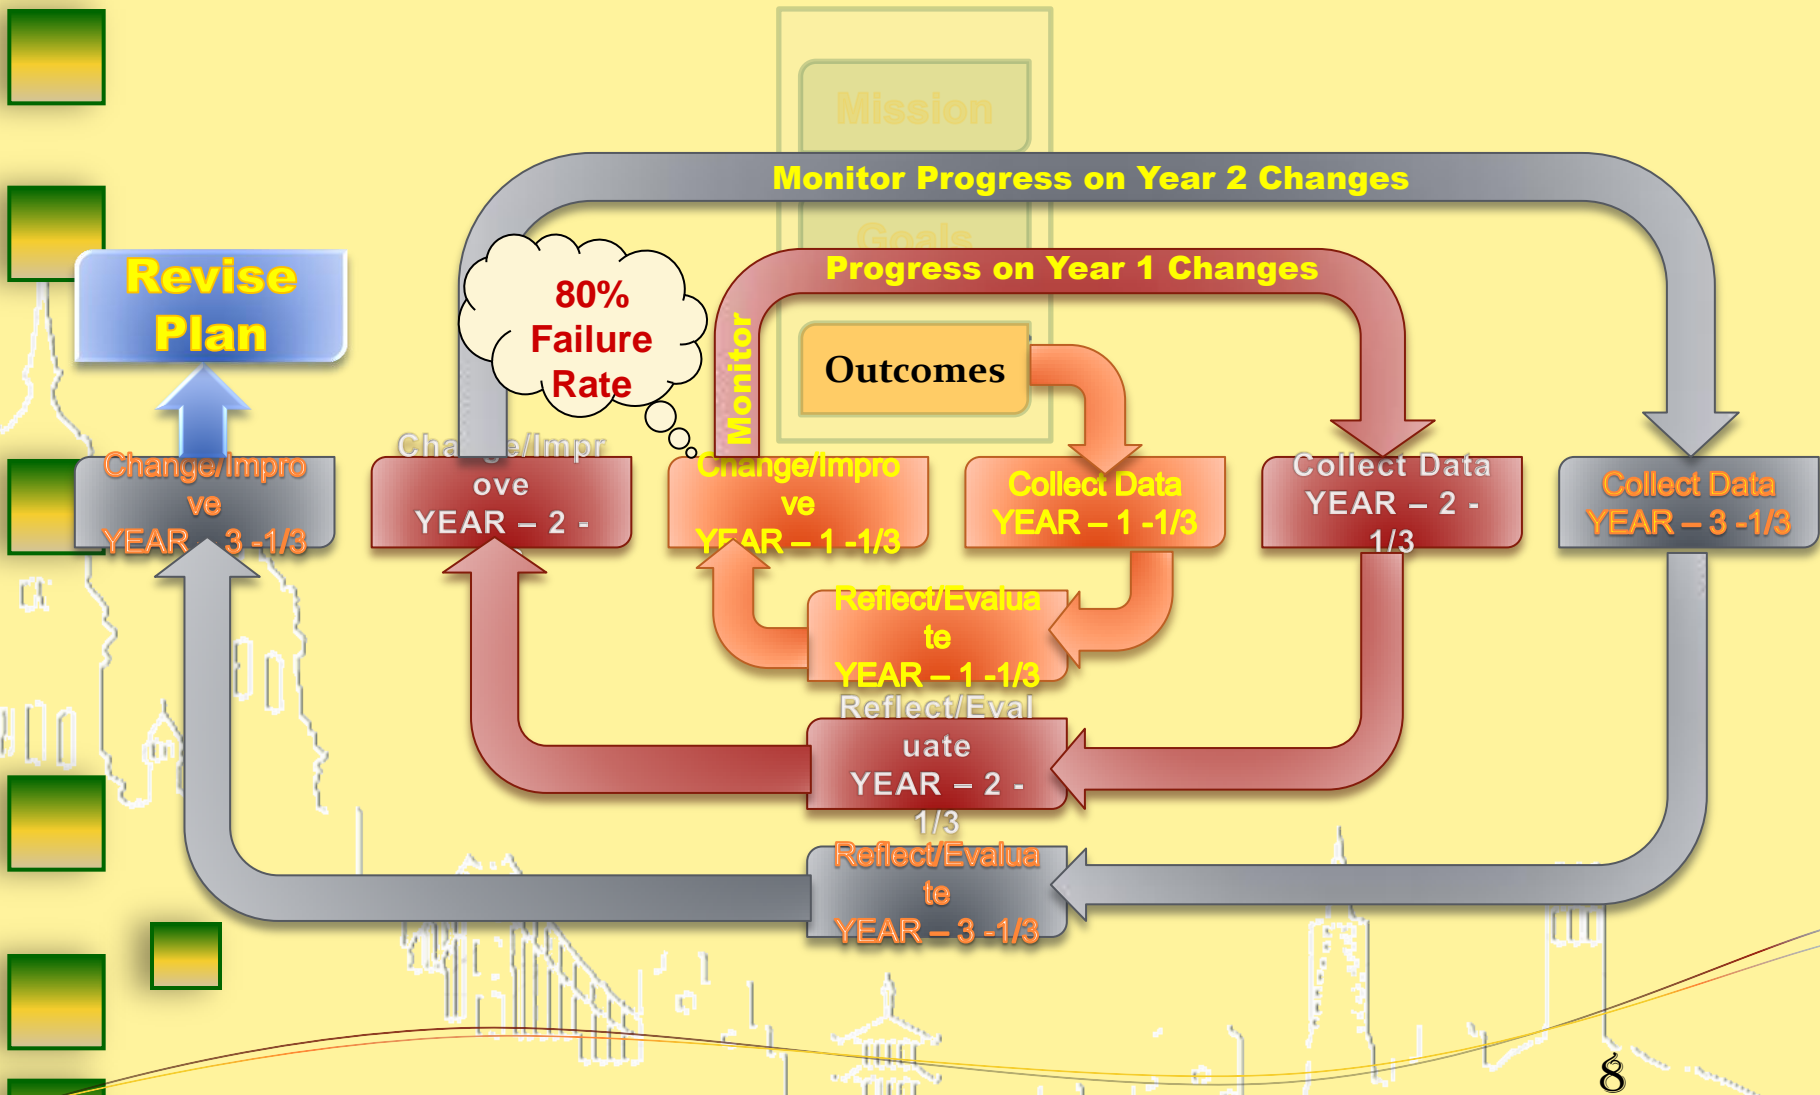 Mission
Monitor Progress on Year 2 Changes
Goals
Progress on Year 1 Changes
Monitor
Revise
Plan
80%
Failure
Rate
Outcomes
Change/Impro
ve
YEAR – 3 -1/3
Change/Impr
ove
YEAR – 2 -
Change/Impro
ve
YEAR – 1 -1/3
Collect Data
YEAR – 1 -1/3
Collect Data
YEAR – 2 -
1/3
Collect Data
YEAR – 3 -1/3
Reflect/Evalua
te
YEAR – 1 -1/3
Reflect/Eval
uate
YEAR – 2 -
1/3
Reflect/Evalua
te
YEAR – 3 -1/3
8